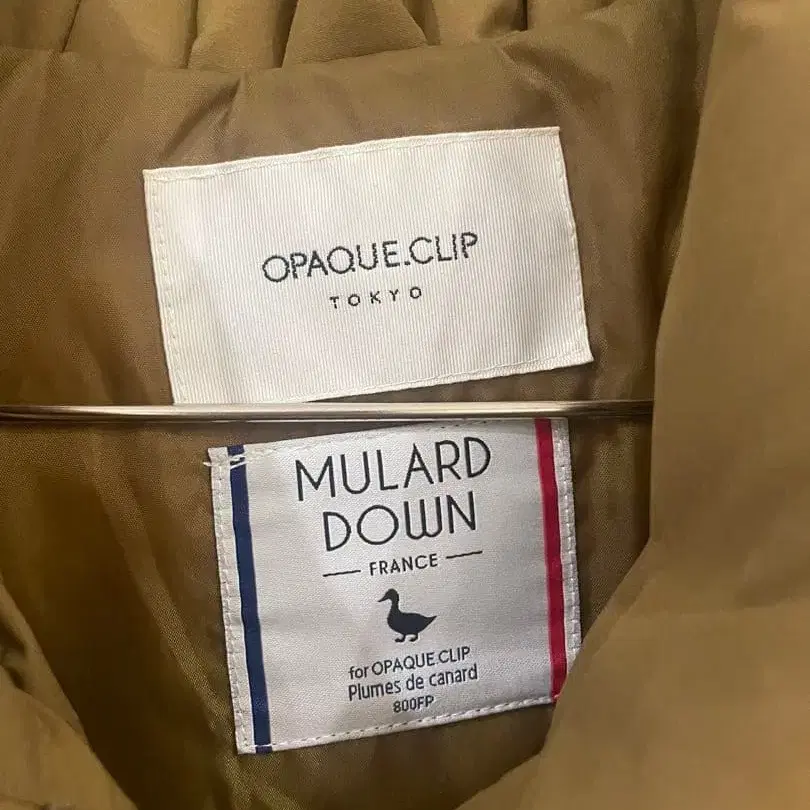 OPAQUE.CLIP
TOKYO
MULARD
DOWN
FRANCE
for OPAQUE.CLIP
Plumes de canard
800FP